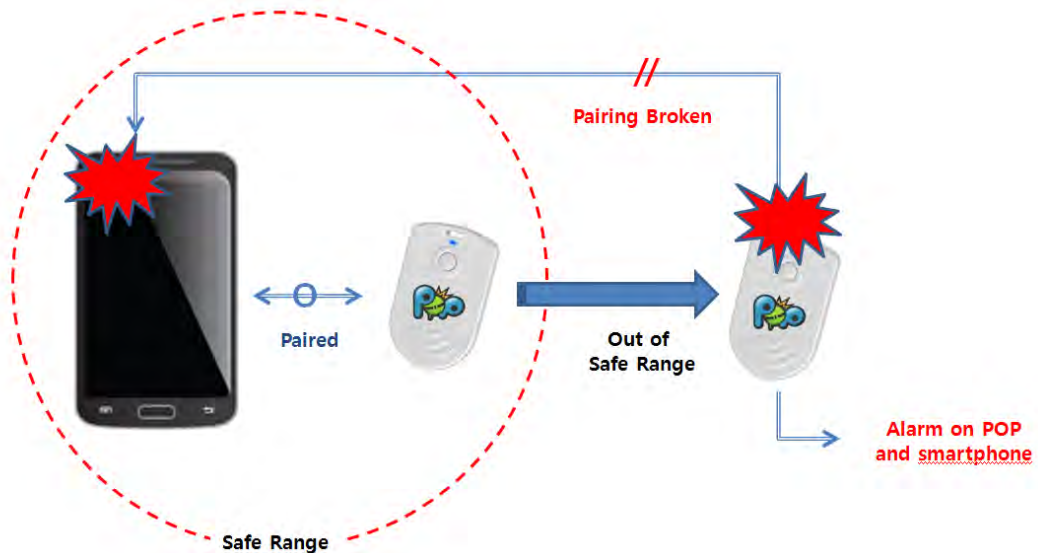 Pairing Broken
POP
POP
Paired
Out of
Safe Range
Alarm on POP
and smartphone
Safe Range